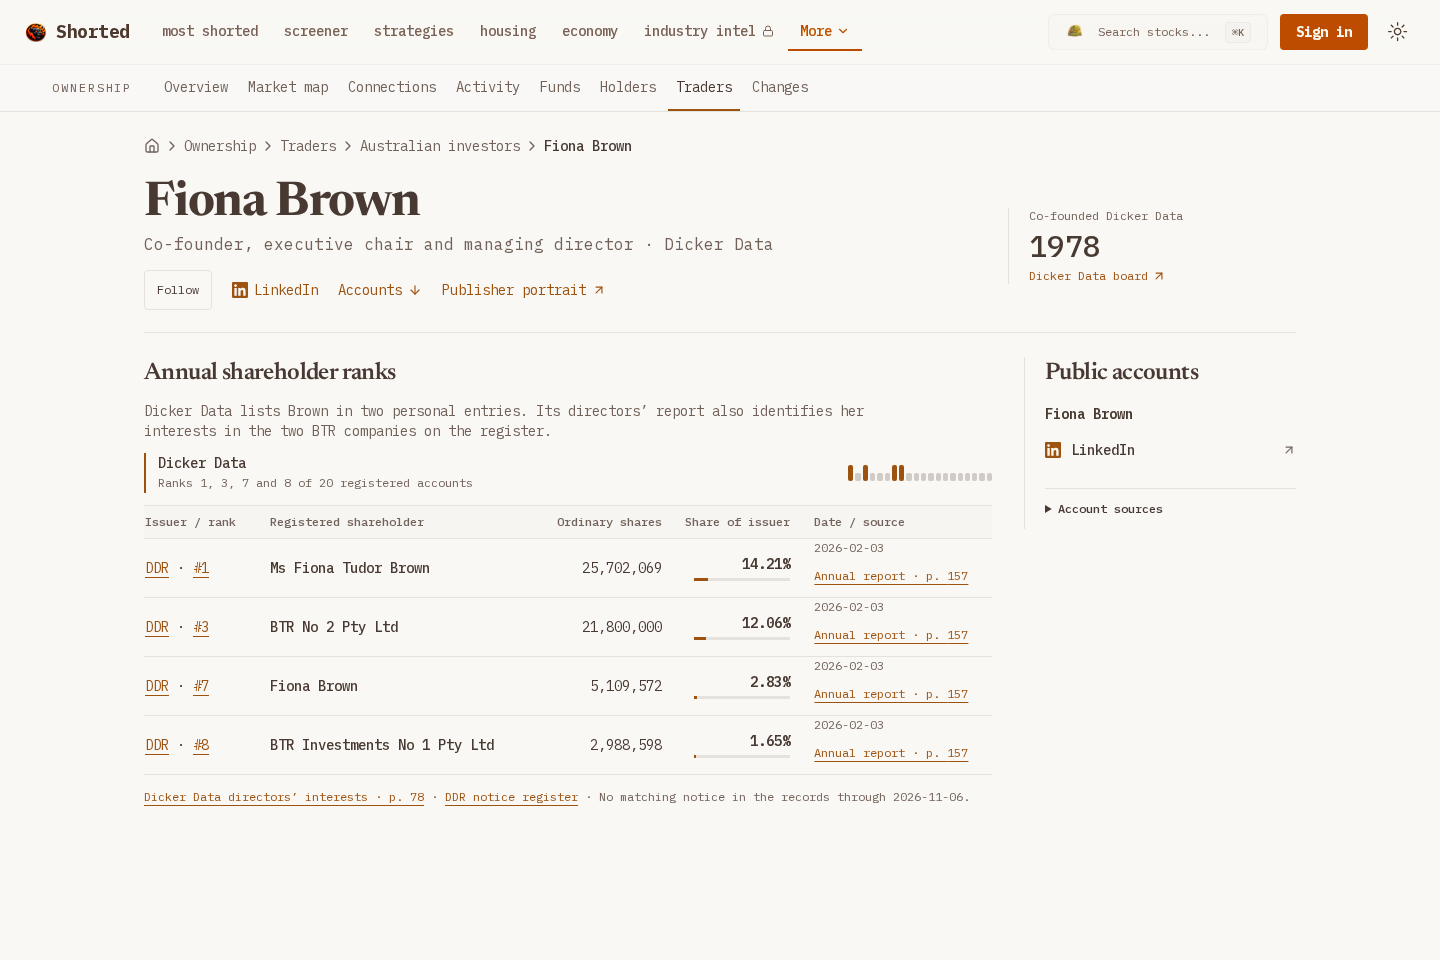 Shorted
most shorted
screener
strategies
housing
economy
industry intel
More
Search stocks...
⌘K
Sign in
OWNERSHIP
Overview
Market map
Connections
Activity
Funds
Holders
Traders
Changes
Ownership
Traders
Australian investors
Fiona Brown
Fiona Brown
Co-founder, executive chair and managing director · Dicker Data
Follow
LinkedIn
Accounts ↓
Publisher portrait ↗
Co-founded Dicker Data
1978
Dicker Data board ↗
Annual shareholder ranks
Dicker Data lists Brown in two personal entries. Its directors’ report also identifies her
interests in the two BTR companies on the register.
Dicker Data
Ranks 1, 3, 7 and 8 of 20 registered accounts
Issuer / rank Registered shareholder Ordinary shares Share of issuer Date / source
DDR · #1 Ms Fiona Tudor Brown 25,702,069 14.21% 2026-02-03
Annual report · p. 157
DDR · #3 BTR No 2 Pty Ltd 21,800,000 12.06% 2026-02-03
Annual report · p. 157
DDR · #7 Fiona Brown 5,109,572 2.83% 2026-02-03
Annual report · p. 157
DDR · #8 BTR Investments No 1 Pty Ltd 2,988,598 1.65% 2026-02-03
Annual report · p. 157
Dicker Data directors’ interests · p. 78 · DDR notice register · No matching notice in the records through 2026-11-06.
Public accounts
Fiona Brown
LinkedIn ↗
Account sources